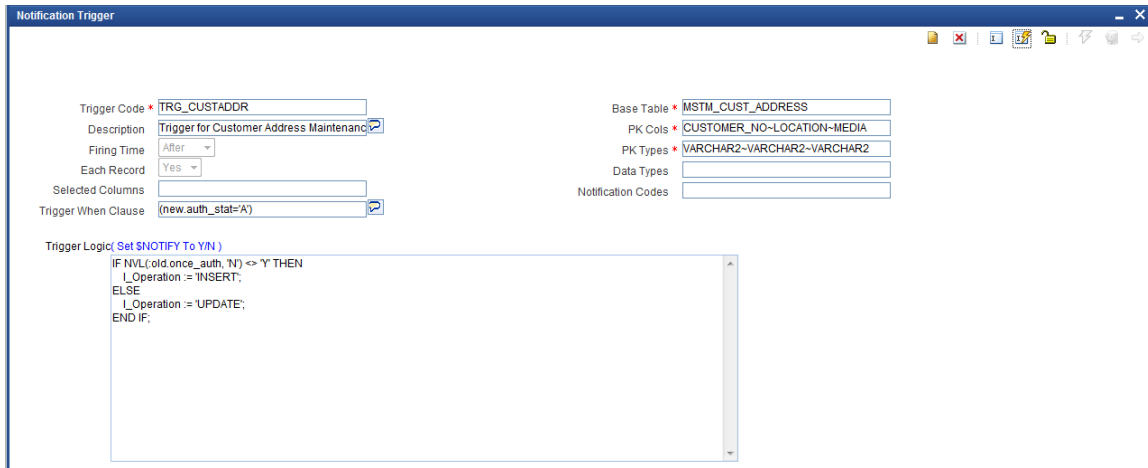 Notification Trigger
Trigger Code * TRG_CUSTADDR
Description Trigger for Customer Address Maintenanc
Firing Time After
Each Record Yes
Selected Columns
Trigger When Clause (new.auth_stat='A')
Base Table * MSTM_CUST_ADDRESS
PK Cols * CUSTOMER_NO~LOCATION~MEDIA
PK Types * VARCHAR2~VARCHAR2~VARCHAR2
Data Types
Notification Codes
Trigger Logic( Set $NOTIFY To Y/N )
IF NVL(:old.once_auth, 'N') <> 'Y' THEN
l_Operation := 'INSERT';
ELSE
l_Operation := 'UPDATE';
END IF;